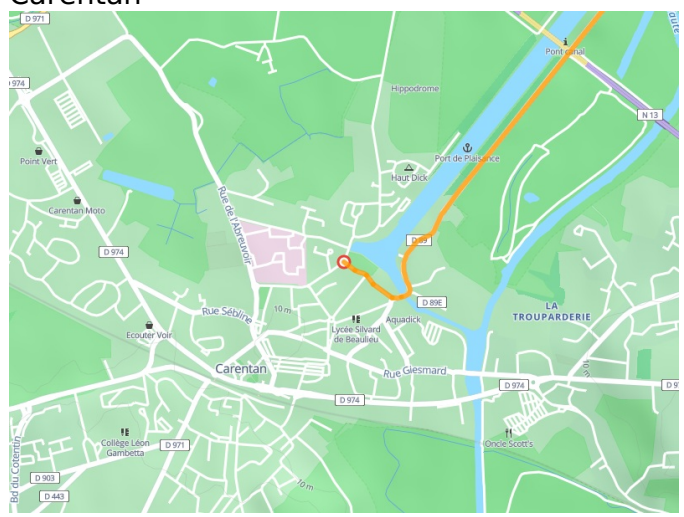 Carentan
D 971
Pont canal
D 974
Hippodrome
N 13
Point Vert
Port de Plaisance
Haut Dick
Carentan Moto
Rue de l'Abreuvoir
D 89
D 974
D 89E
10 m
LA
TROUPARDERIE
Rue Sébline
Aquadick
Lycée Silvard
de Beaulieu
Ecouter Voir
Rue Glesmard
Carentan
10 m
D 974
D 97
D 974
Collège Léon
Gambetta
D 971
Oncle Scott's
Bd du Cotentin
D 903
10 m
D 443